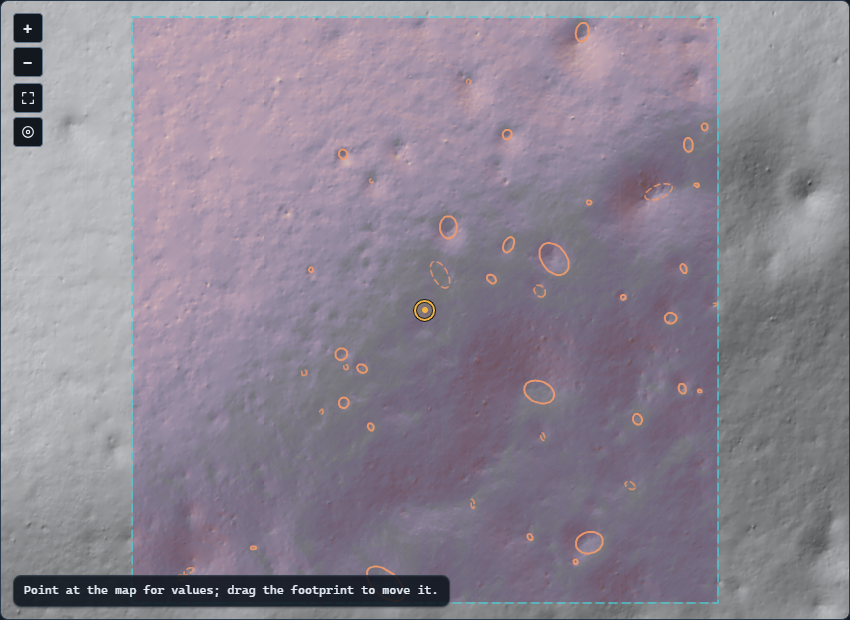 +
−
Point at the map for values; drag the footprint to move it.